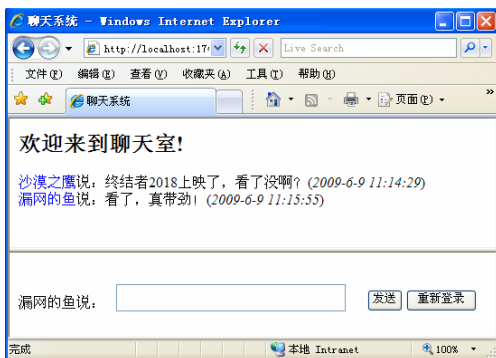 聊天系统 - Windows Internet Explorer
http://localhost:17 Live Search
文件(F) 编辑(E) 查看(V) 收藏夹(A) 工具(T) 帮助(H)
聊天系统 页面(P) »
欢迎来到聊天室!
沙漠之鹰说：终结者2018上映了，看了没啊? (2009-6-9 11:14:29)
漏网的鱼说：看了，真带劲! (2009-6-9 11:15:55)
漏网的鱼说： 发送 重新登录
完成 本地 Intranet 100%